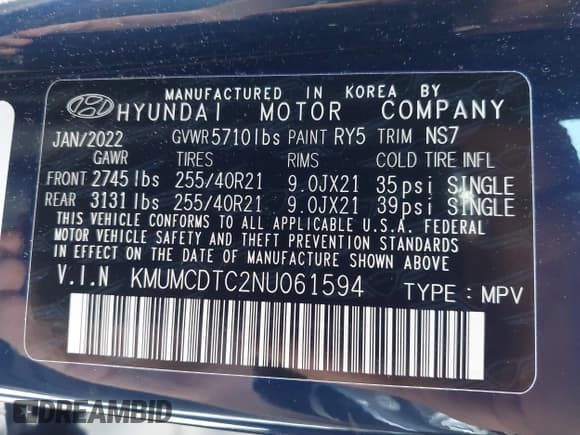 MANUFACTURED IN KOREA BY
HYUNDAI MOTOR COMPANY
JAN/2022 GVWR 5710lbs PAINT RY5 TRIM NS7
GAWR TIRES RIMS COLD TIRE INFL
FRONT 2745 lbs 255/40R21 9.0JX21 35psi SINGLE
REAR 3131 lbs 255/40R21 9.0JX21 39psi SINGLE
THIS VEHICLE CONFORMS TO ALL APPLICABLE U.S.A. FEDERAL
MOTOR VEHICLE SAFETY AND THEFT PREVENTION STANDARDS
IN EFFECT ON THE DATE OF MANUFACTURE SHOWN ABOVE.
V.I.N KMUMCDTC2NU061594 TYPE : MPV
DREAMBID